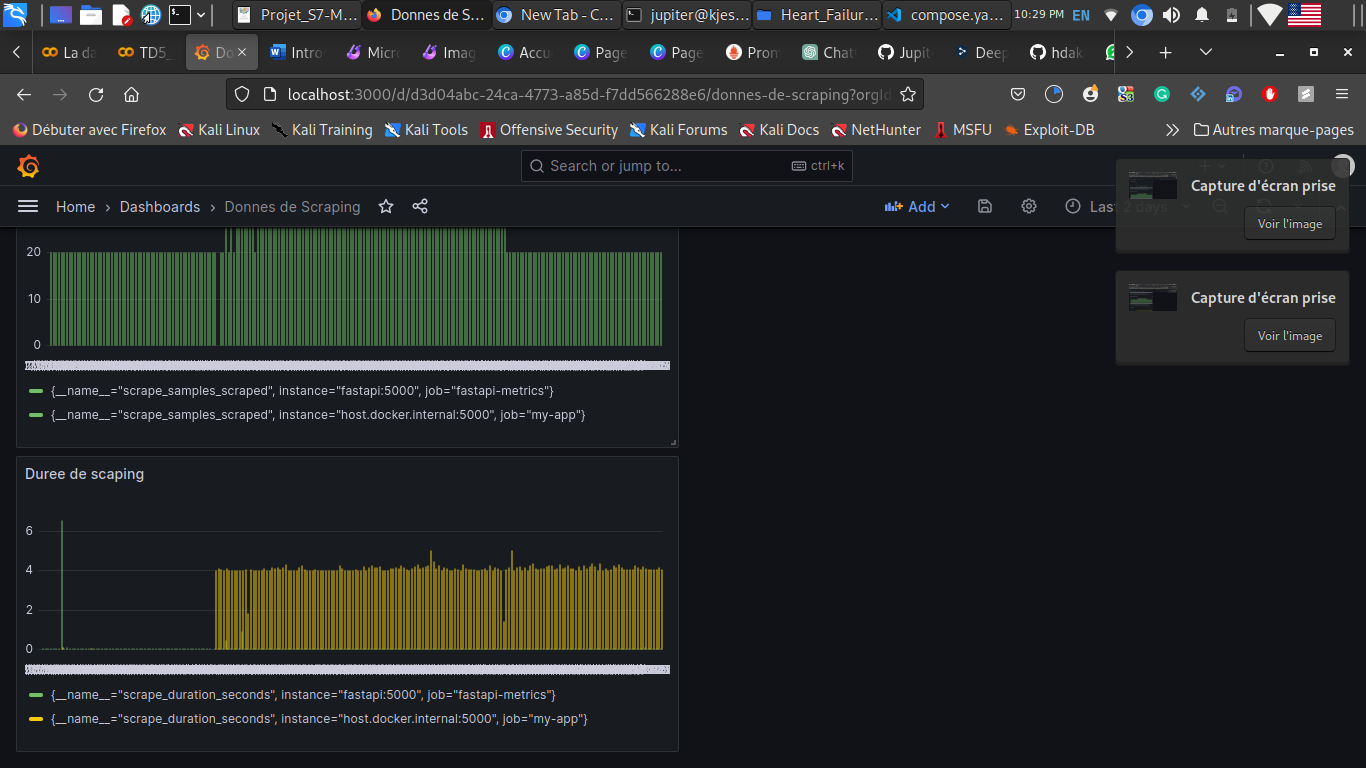 Projet_S7-M... Donnes de S... New Tab - C... jupiter@kjes... Heart_Failur... compose.ya... 10:29 PM EN
La da TD5_ Do Intro Micro Imag Accu Page Page Pron Chat Jupit Deep hdak
localhost:3000/d/d3d04abc-24ca-4773-a85d-f7dd566288e6/donnes-de-scraping?orgId
Débuter avec Firefox Kali Linux Kali Training Kali Tools Offensive Security Kali Forums Kali Docs NetHunter MSFU Exploit-DB Autres marque-pages
Search or jump to... ctrl+k
Home Dashboards Donnes de Scraping Add Last 2 days
Capture d'écran prise
Voir l'image
Capture d'écran prise
Voir l'image
20
10
0
{__name__="scrape_samples_scraped", instance="fastapi:5000", job="fastapi-metrics"}
{__name__="scrape_samples_scraped", instance="host.docker.internal:5000", job="my-app"}
Duree de scaping
6
4
2
0
{__name__="scrape_duration_seconds", instance="fastapi:5000", job="fastapi-metrics"}
{__name__="scrape_duration_seconds", instance="host.docker.internal:5000", job="my-app"}